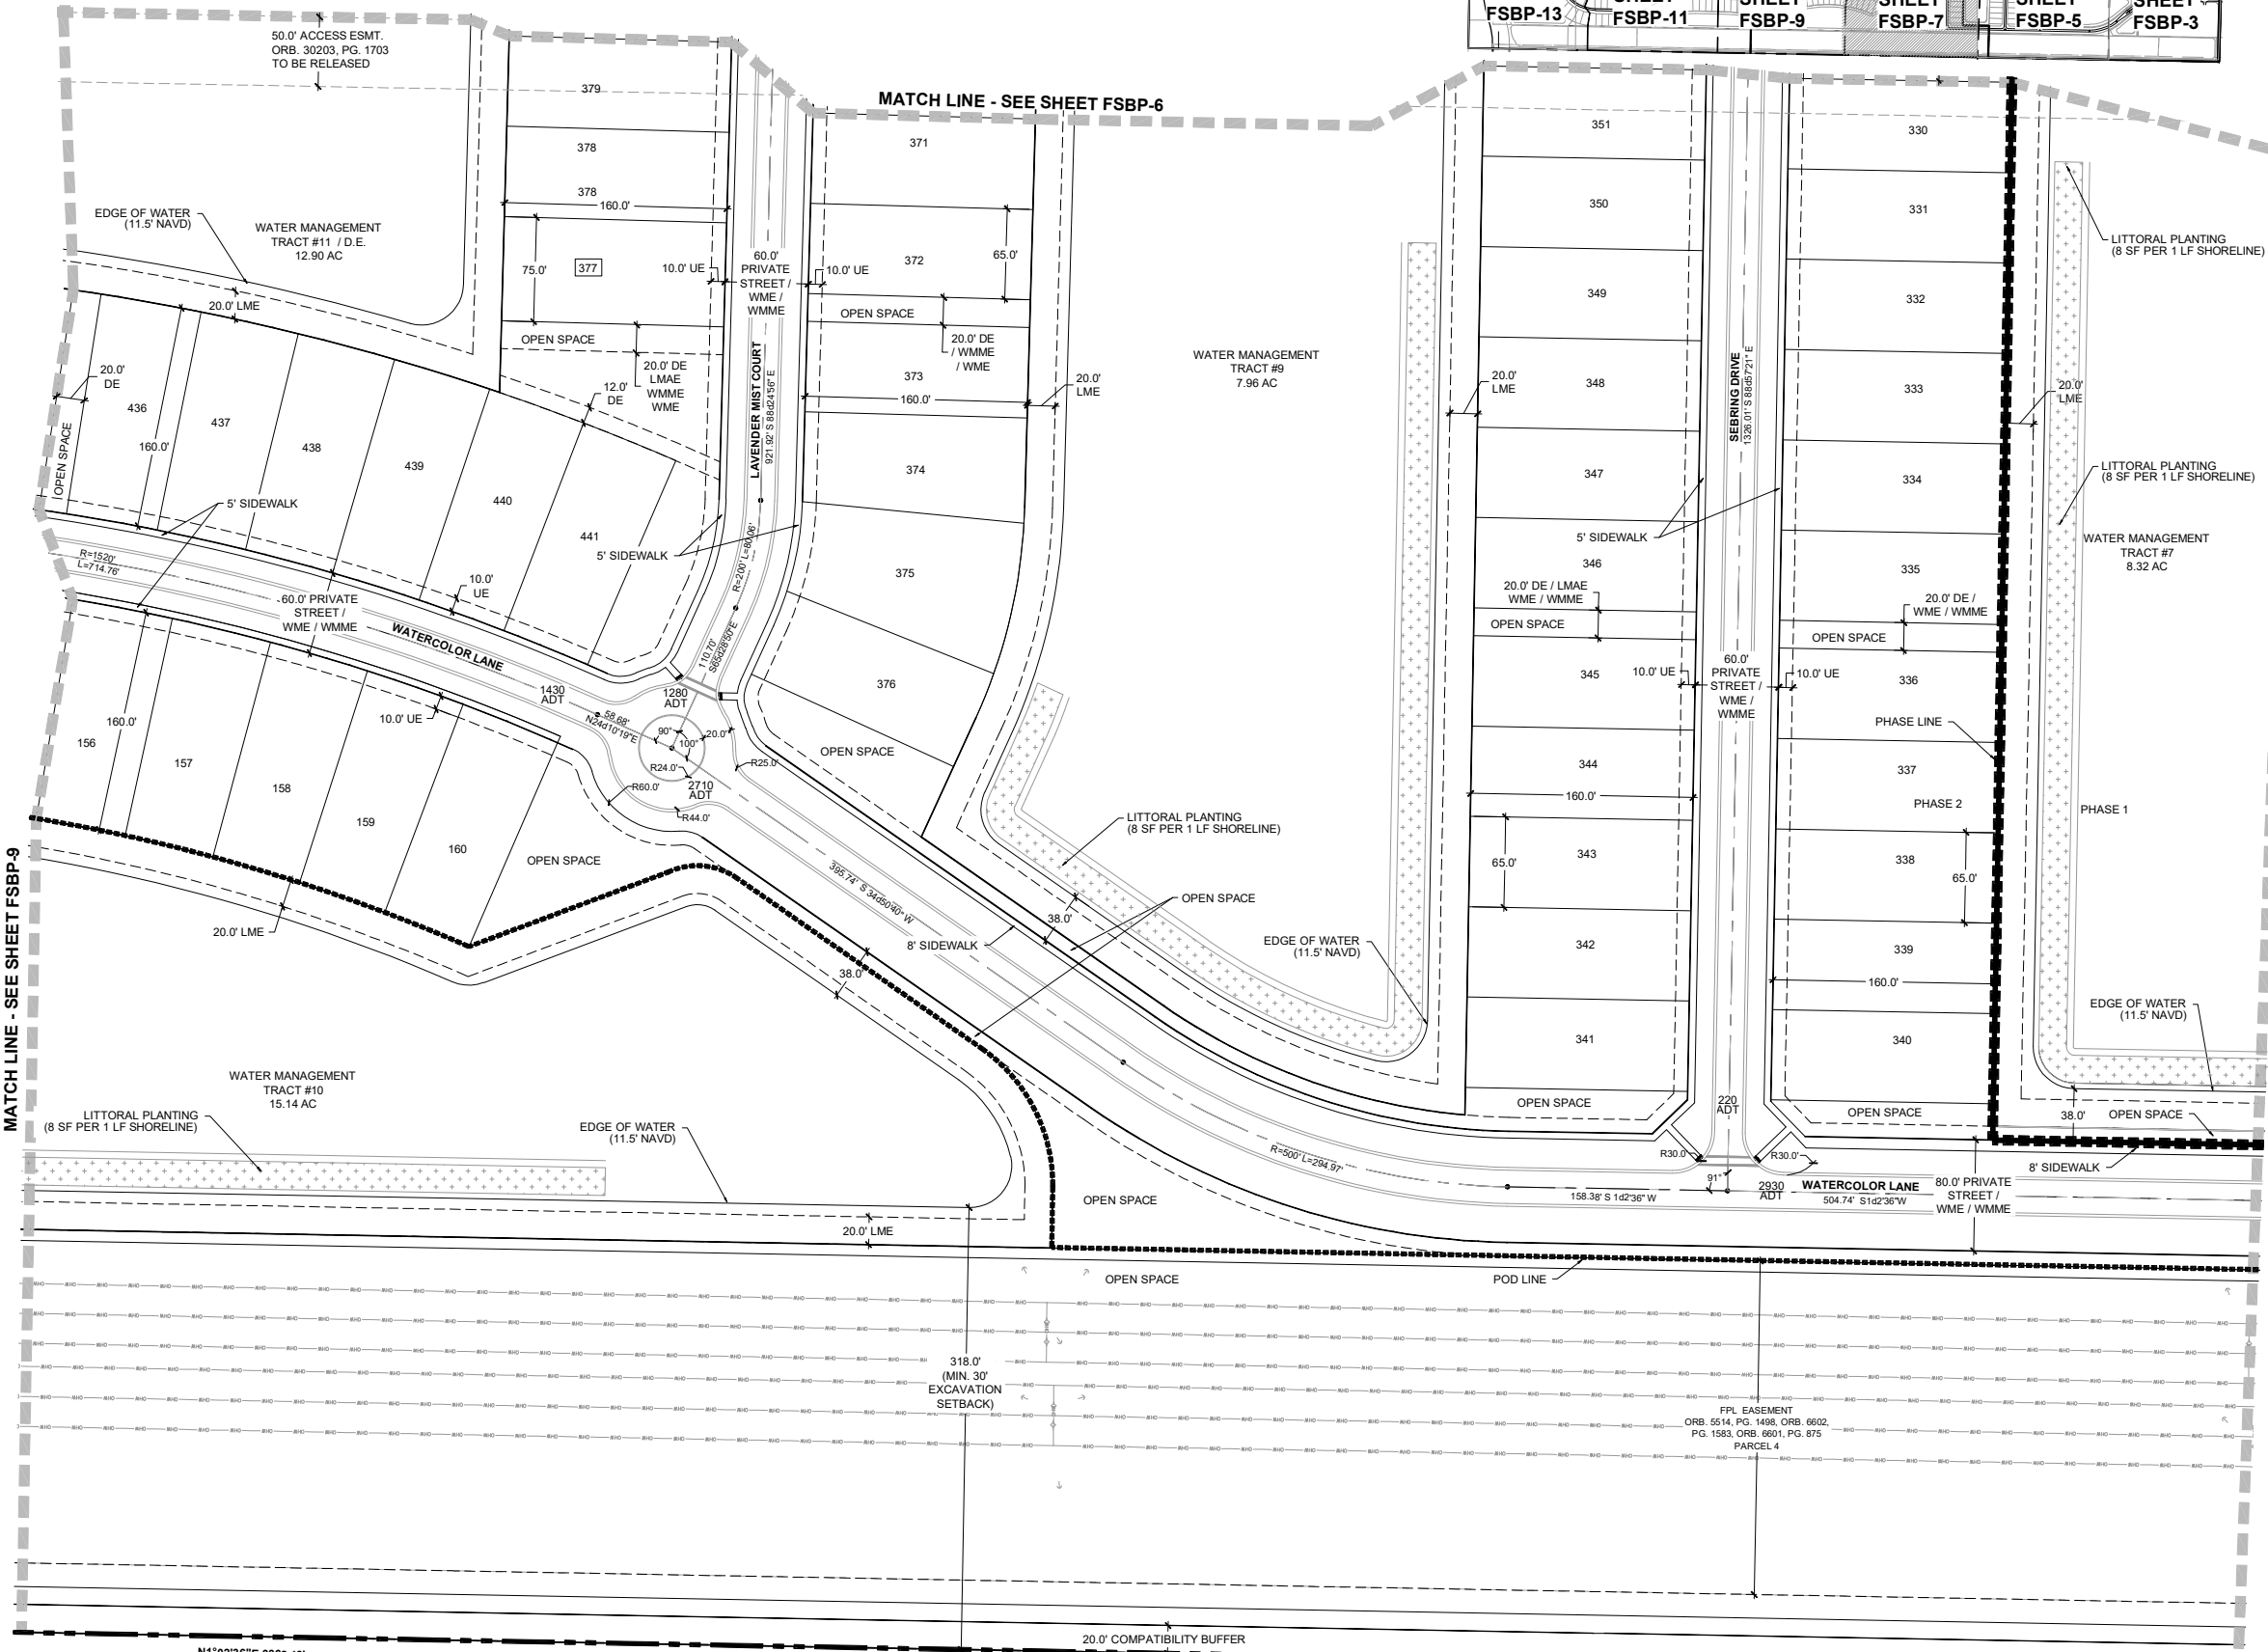 SHEET
FSBP-13
FSBP-11
SHEET
FSBP-9
SHEET
FSBP-7
SHEET
FSBP-5
SHEET
FSBP-3
50.0' ACCESS ESMT.
ORB. 30203, PG. 1703
TO BE RELEASED
MATCH LINE - SEE SHEET FSBP-6
379
378
378
160.0'
75.0'
377
10.0' UE
OPEN SPACE
20.0' DE
LMAE
WMME
WME
12.0'
DE
EDGE OF WATER
(11.5' NAVD)
WATER MANAGEMENT
TRACT #11 / D.E.
12.90 AC
20.0' LME
20.0'
DE
OPEN SPACE
436
160.0'
437
438
439
440
441
5' SIDEWALK
5' SIDEWALK
10.0'
UE
R=1520'
L=714.76'
60.0' PRIVATE
STREET /
WME / WMME
WATERCOLOR LANE
60.0'
PRIVATE
STREET /
WME /
WMME
10.0' UE
LAVENDER MIST COURT
921.92' S 88d24'56" E
R=200' L=80.06'
110.70'
S65d28'50"E
371
372
65.0'
OPEN SPACE
20.0' DE
/ WMME
/ WME
373
160.0'
374
375
376
OPEN SPACE
20.0'
LME
WATER MANAGEMENT
TRACT #9
7.96 AC
1430
ADT
1280
ADT
58.68'
N24d10'19"E
90°
100°
20.0'
R24.0'
R25.0'
2710
ADT
R60.0'
R44.0'
10.0' UE
160.0'
156
157
158
159
160
OPEN SPACE
20.0' LME
MATCH LINE - SEE SHEET FSBP-9
395.74' S 34d50'40" W
8' SIDEWALK
38.0'
38.0'
OPEN SPACE
LITTORAL PLANTING
(8 SF PER 1 LF SHORELINE)
EDGE OF WATER
(11.5' NAVD)
351
350
349
348
347
346
20.0' DE / LMAE
WME / WMME
OPEN SPACE
345
344
160.0'
343
65.0'
342
341
OPEN SPACE
20.0'
LME
5' SIDEWALK
SEBRING DRIVE
1326.01' S 88d57'21" E
10.0' UE
60.0'
PRIVATE
STREET /
WME /
WMME
10.0' UE
330
331
332
333
334
335
20.0' DE /
WME / WMME
OPEN SPACE
336
PHASE LINE
337
PHASE 2
PHASE 1
338
65.0'
339
160.0'
340
OPEN SPACE
LITTORAL PLANTING
(8 SF PER 1 LF SHORELINE)
20.0'
LME
LITTORAL PLANTING
(8 SF PER 1 LF SHORELINE)
WATER MANAGEMENT
TRACT #7
8.32 AC
EDGE OF WATER
(11.5' NAVD)
38.0'
OPEN SPACE
8' SIDEWALK
220
ADT
R30.0'
R30.0'
91°
2930
ADT
WATERCOLOR LANE
504.74' S1d2'36"W
80.0' PRIVATE
STREET /
WME / WMME
R=500' L=294.97'
158.38' S 1d2'36" W
WATER MANAGEMENT
TRACT #10
15.14 AC
LITTORAL PLANTING
(8 SF PER 1 LF SHORELINE)
EDGE OF WATER
(11.5' NAVD)
20.0' LME
OPEN SPACE
OPEN SPACE
POD LINE
318.0'
(MIN. 30'
EXCAVATION
SETBACK)
FPL EASEMENT
ORB. 5514, PG. 1498, ORB. 6602,
PG. 1583, ORB. 6601, PG. 875
PARCEL 4
20.0' COMPATIBILITY BUFFER